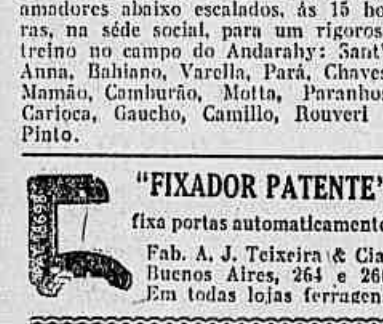 amadores abaixo escalados, ás 15 ho
ras, na séde social, para um rigoros
treino no campo do Andarahy: Sant'
Anna, Bahiano, Varella, Pará, Chaves
Mamão, Camburão, Motta, Paranhos
Carioca, Gaucho, Camillo, Rouveri
Pinto.
"FIXADOR PATENTE"
fixa portas automaticamente
Fab. A. J. Teixeira & Cia
Buenos Aires, 264 e 266
Em todas lojas ferragen